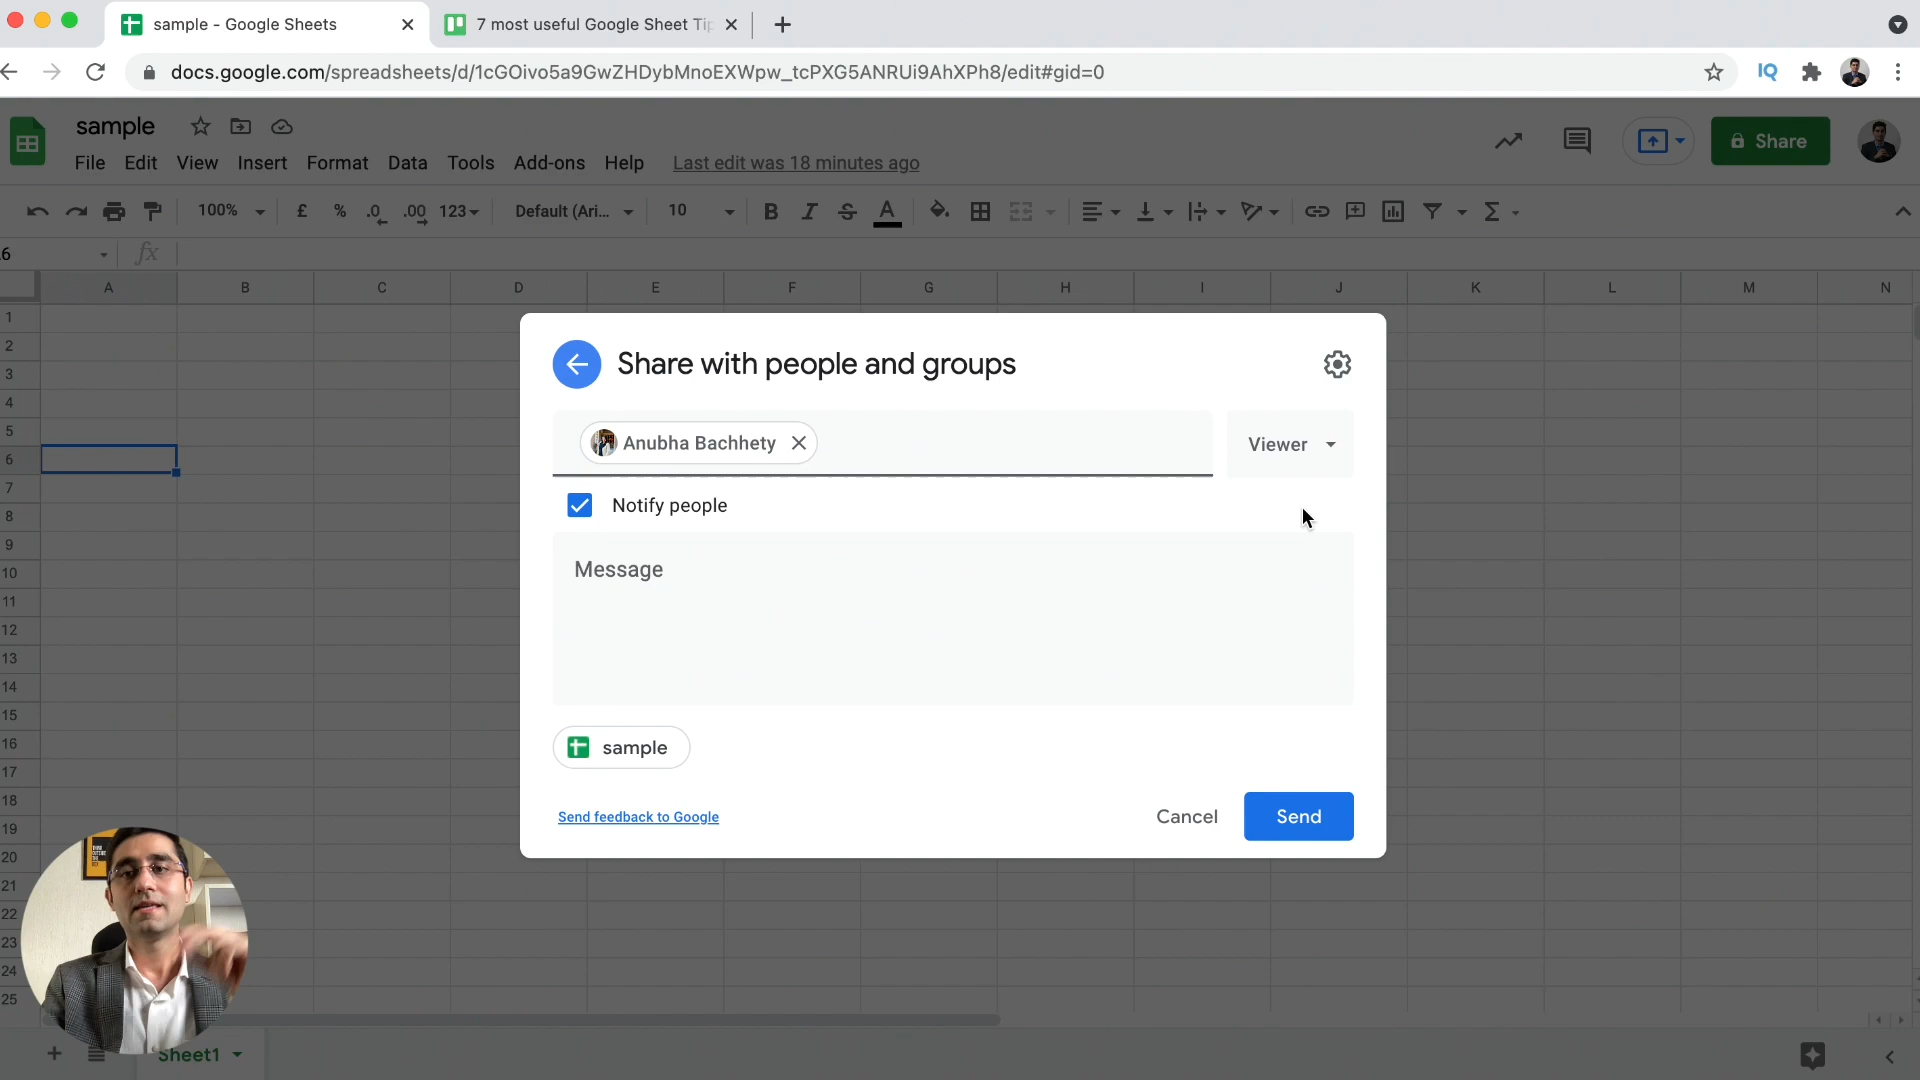 sample - Google Sheets
7 most useful Google Sheet Tip
docs.google.com/spreadsheets/d/1cGOivo5a9GwZHDybMnoEXWpw_tcPXG5ANRUi9AhXPh8/edit#gid=0
IQ
sample
Share
File Edit View Insert Format Data Tools Add-ons Help Last edit was 18 minutes ago
100% £ % .0 .00 123 Default (Ari... 10 B I S A Σ
6 fx
A B C D E F G H I J K L M N
1
2
3
4
5
6
7
8
9
10
11
12
13
14
15
16
17
18
19
20
21
22
23
24
25
Share with people and groups
Anubha Bachhety
Viewer
Notify people
Message
sample
Send feedback to Google
Cancel
Send
Sheet1